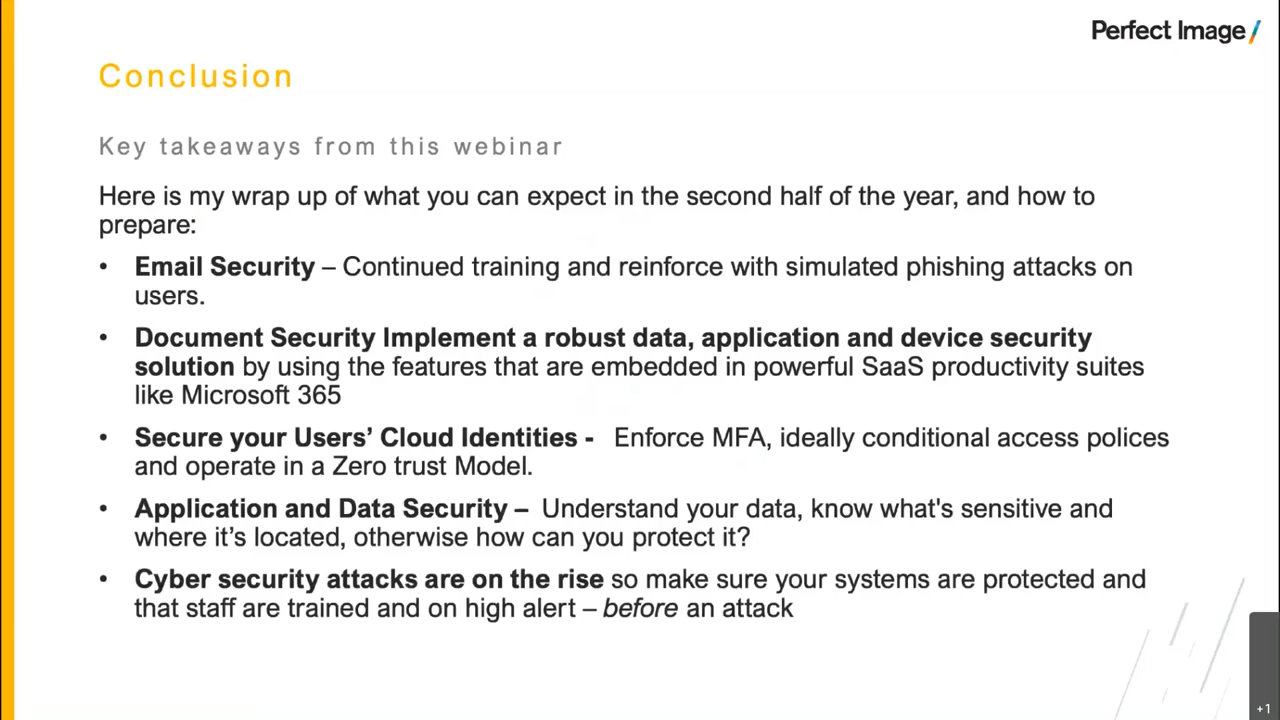 Perfect Image/
Conclusion
Key takeaways from this webinar
Here is my wrap up of what you can expect in the second half of the year, and how to
prepare:
• Email Security – Continued training and reinforce with simulated phishing attacks on
users.
• Document Security Implement a robust data, application and device security
solution by using the features that are embedded in powerful SaaS productivity suites
like Microsoft 365
• Secure your Users’ Cloud Identities - Enforce MFA, ideally conditional access polices
and operate in a Zero trust Model.
• Application and Data Security – Understand your data, know what's sensitive and
where it’s located, otherwise how can you protect it?
• Cyber security attacks are on the rise so make sure your systems are protected and
that staff are trained and on high alert – before an attack
+1